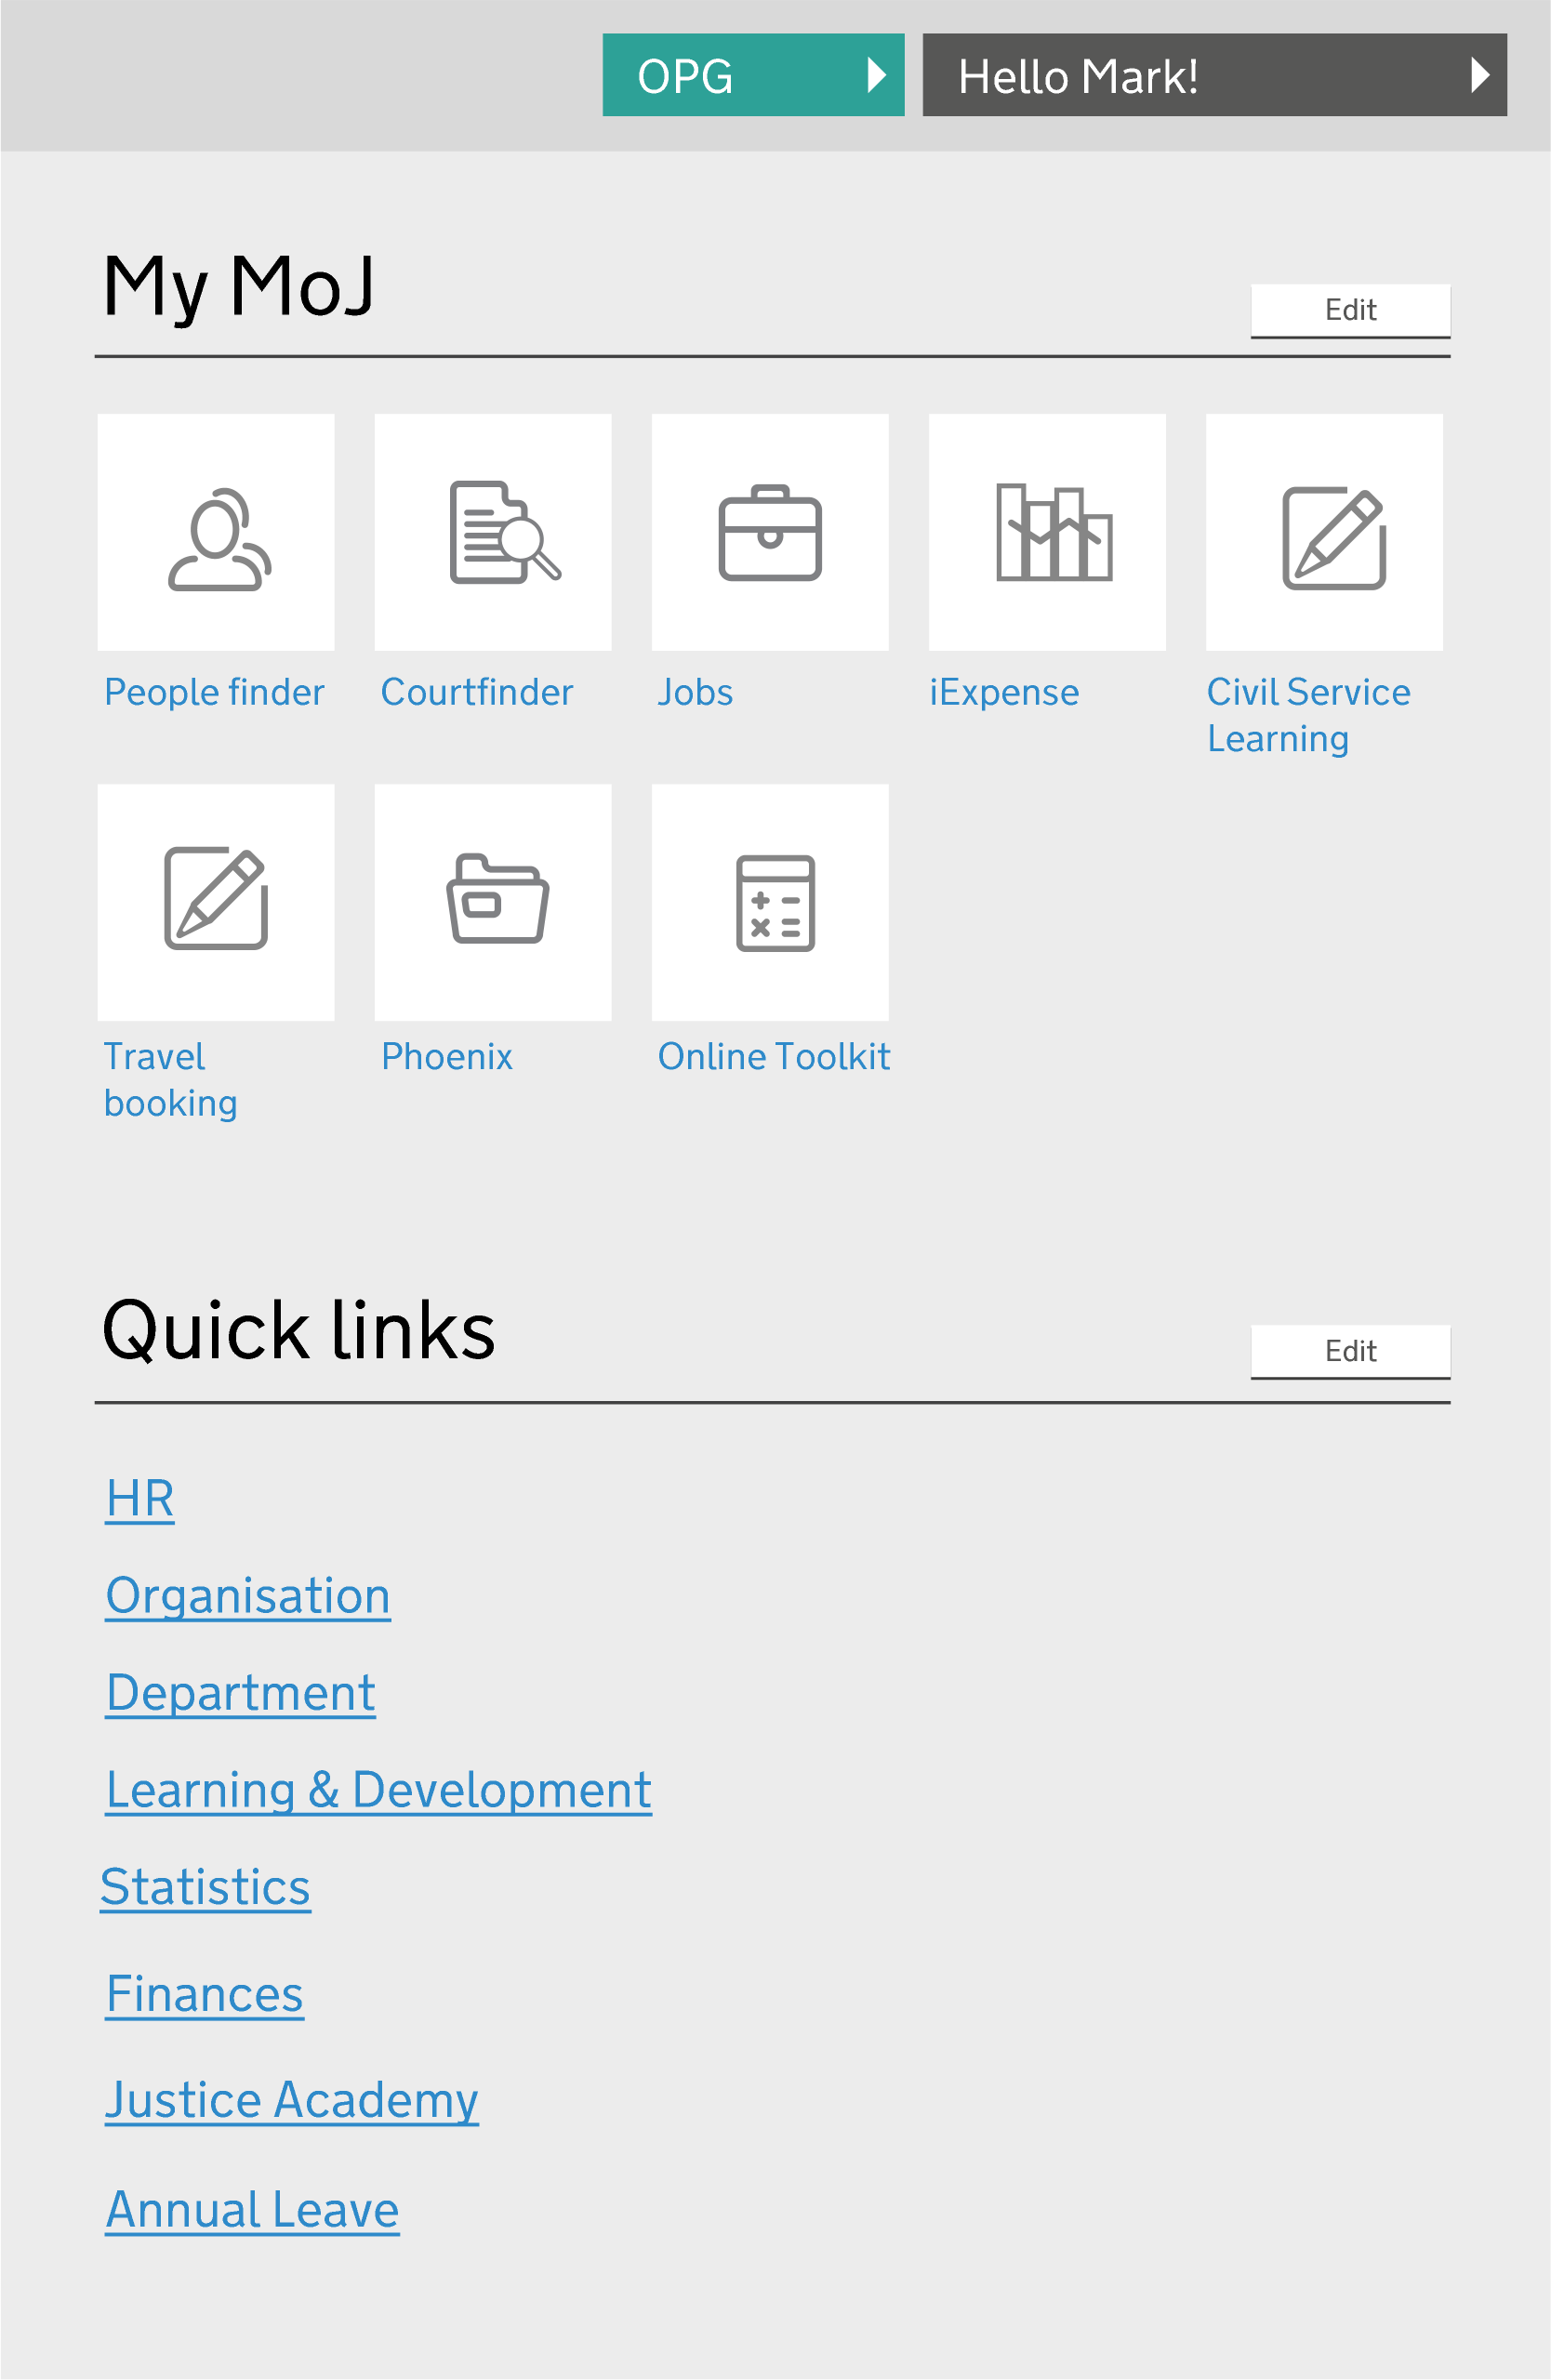 OPG
Hello Mark!
My MoJ
Edit
People finder
Courtfinder
Jobs
iExpense
Civil Service
Learning
Travel
booking
Phoenix
Online Toolkit
Quick links
Edit
HR
Organisation
Department
Learning & Development
Statistics
Finances
Justice Academy
Annual Leave